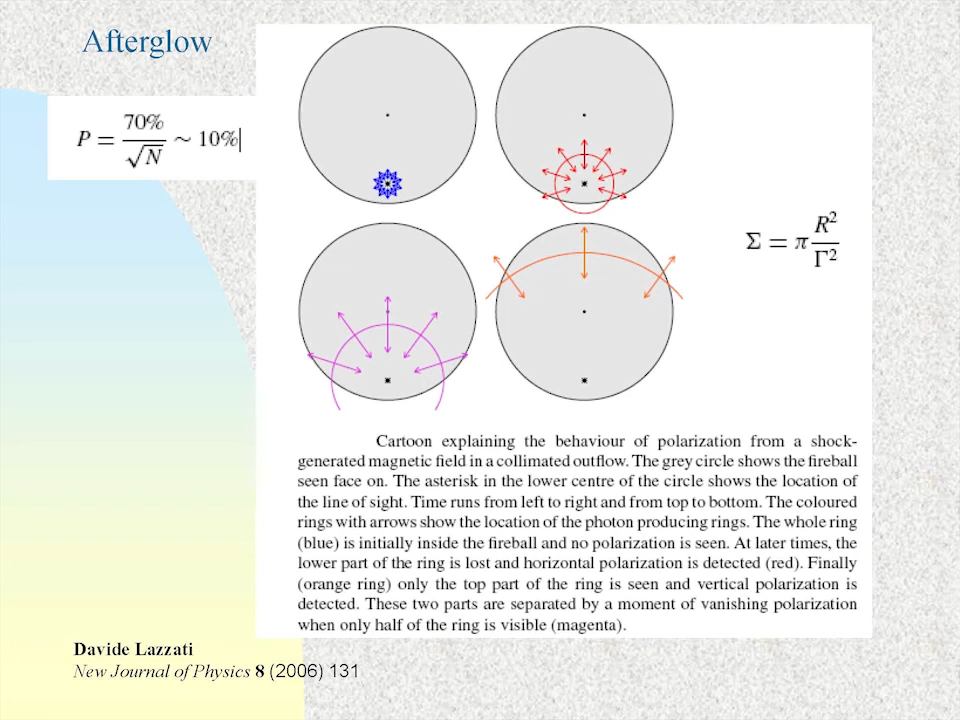 Afterglow
P = 70% / √N ~ 10%
Σ = π R² / Γ²
Cartoon explaining the behaviour of polarization from a shock-
generated magnetic field in a collimated outflow. The grey circle shows the fireball
seen face on. The asterisk in the lower centre of the circle shows the location of
the line of sight. Time runs from left to right and from top to bottom. The coloured
rings with arrows show the location of the photon producing rings. The whole ring
(blue) is initially inside the fireball and no polarization is seen. At later times, the
lower part of the ring is lost and horizontal polarization is detected (red). Finally
(orange ring) only the top part of the ring is seen and vertical polarization is
detected. These two parts are separated by a moment of vanishing polarization
when only half of the ring is visible (magenta).
Davide Lazzati
New Journal of Physics 8 (2006) 131